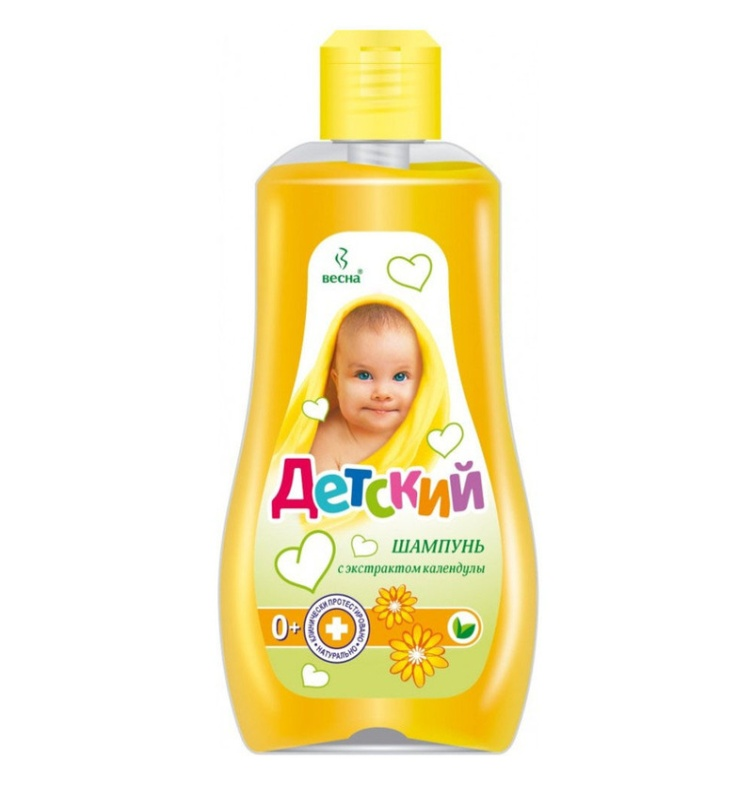 весна®
Детский
ШАМПУНЬ
с экстрактом календулы
0+
КЛИНИЧЕСКИ ПРОТЕСТИРОВАНО
• НАТУРАЛЬНО •